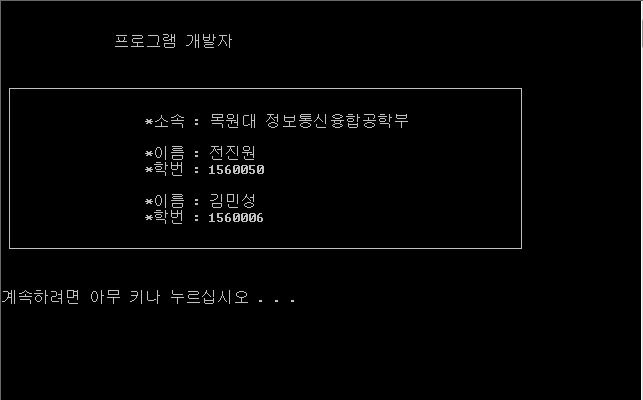 프로그램 개발자
*소속 : 목원대 정보통신융합공학부
*이름 : 전진원
*학번 : 1560050
*이름 : 김민성
*학번 : 1560006
계속하려면 아무 키나 누르십시오 . . .